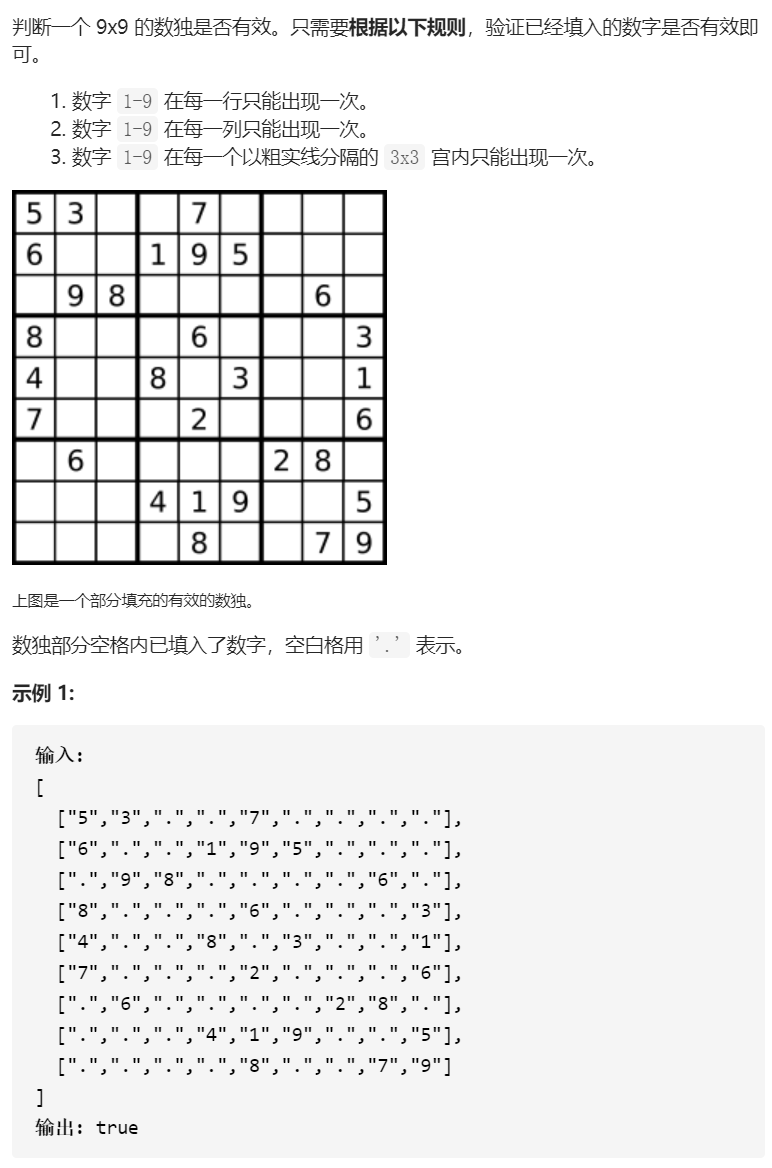 判断一个 9x9 的数独是否有效。只需要根据以下规则，验证已经填入的数字是否有效即
可。
1. 数字 1-9 在每一行只能出现一次。
2. 数字 1-9 在每一列只能出现一次。
3. 数字 1-9 在每一个以粗实线分隔的 3x3 宫内只能出现一次。
5 3 7
6 1 9 5
9 8 6
8 6 3
4 8 3 1
7 2 6
6 2 8
4 1 9 5
8 7 9
上图是一个部分填充的有效的数独。
数独部分空格内已填入了数字，空白格用 '.' 表示。
示例 1:
输入:
[
["5","3",".",".","7",".",".",".","."],
["6",".",".","1","9","5",".",".","."],
[".","9","8",".",".",".",".","6","."],
["8",".",".",".","6",".",".",".","3"],
["4",".",".","8",".","3",".",".","1"],
["7",".",".",".","2",".",".",".","6"],
[".","6",".",".",".",".","2","8","."],
[".",".",".","4","1","9",".",".","5"],
[".",".",".",".","8",".",".","7","9"]
]
输出: true